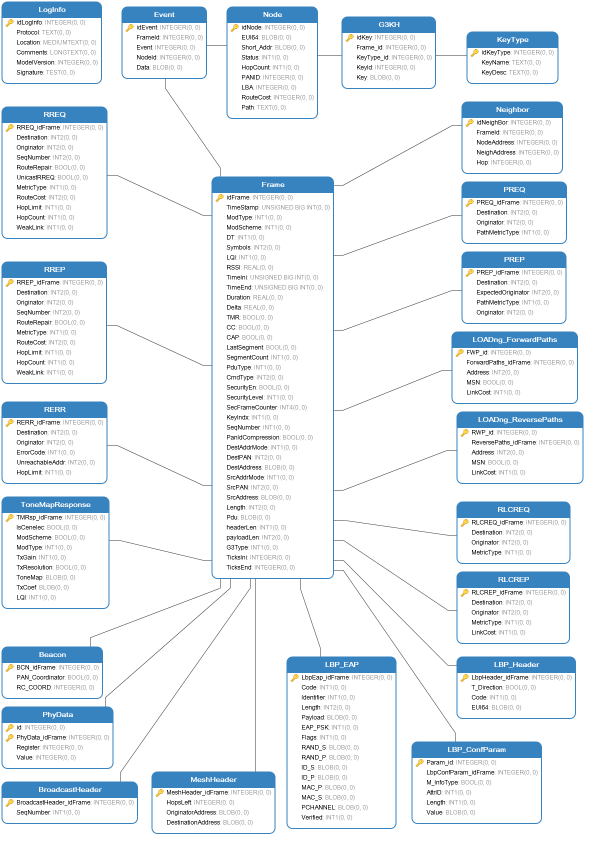 LogInfo
idLogInfo: INTEGER(0, 0)
Protocol: TEXT(0, 0)
Location: MEDIUMTEXT(0, 0)
Comments: LONGTEXT(0, 0)
ModelVersion: INTEGER(0, 0)
Signature: TEST(0, 0)
Event
idEvent: INTEGER(0, 0)
FrameId: INTEGER(0, 0)
Event: INTEGER(0, 0)
NodeId: INTEGER(0, 0)
Data: BLOB(0, 0)
Node
idNode: INTEGER(0, 0)
EUI64: BLOB(0, 0)
Short_Addr: BLOB(0, 0)
Status: INT1(0, 0)
HopCount: INT1(0, 0)
PANID: INTEGER(0, 0)
LBA: INTEGER(0, 0)
RouteCost: INTEGER(0, 0)
Path: TEXT(0, 0)
G3KH
idKey: INTEGER(0, 0)
Frame_id: INTEGER(0, 0)
KeyType_id: INTEGER(0, 0)
KeyId: INTEGER(0, 0)
Key: BLOB(0, 0)
KeyType
idKeyType: INTEGER(0, 0)
KeyName: TEXT(0, 0)
KeyDesc: TEXT(0, 0)
RREQ
RREQ_idFrame: INTEGER(0, 0)
Destination: INT2(0, 0)
Originator: INT2(0, 0)
SeqNumber: INT2(0, 0)
RouteRepair: BOOL(0, 0)
UnicastRREQ: BOOL(0, 0)
MetricType: INT1(0, 0)
RouteCost: INT2(0, 0)
HopLimit: INT1(0, 0)
HopCount: INT1(0, 0)
WeakLink: INT1(0, 0)
Neighbor
idNeighBor: INTEGER(0, 0)
FrameId: INTEGER(0, 0)
NodeAddress: INTEGER(0, 0)
NeighAddress: INTEGER(0, 0)
Hop: INTEGER(0, 0)
Frame
idFrame: INTEGER(0, 0)
TimeStamp: UNSIGNED BIG INT(0, 0)
ModType: INT1(0, 0)
ModScheme: INT1(0, 0)
DT: INT1(0, 0)
Symbols: INT2(0, 0)
LQI: INT1(0, 0)
RSSI: REAL(0, 0)
TimeIni: UNSIGNED BIG INT(0, 0)
TimeEnd: UNSIGNED BIG INT(0, 0)
Duration: REAL(0, 0)
Delta: REAL(0, 0)
TMR: BOOL(0, 0)
CC: BOOL(0, 0)
CAP: BOOL(0, 0)
LastSegment: BOOL(0, 0)
SegmentCount: INT1(0, 0)
PduType: INT1(0, 0)
CmdType: INT2(0, 0)
SecurityEn: BOOL(0, 0)
SecurityLevel: INT1(0, 0)
SecFrameCounter: INT4(0, 0)
KeyIndx: INT1(0, 0)
SeqNumber: INT1(0, 0)
PanIdCompression: BOOL(0, 0)
DestAddrMode: INT1(0, 0)
DestPAN: INT2(0, 0)
DestAddress: BLOB(0, 0)
SrcAddrMode: INT1(0, 0)
SrcPAN: INT2(0, 0)
SrcAddress: BLOB(0, 0)
Length: INT2(0, 0)
Pdu: BLOB(0, 0)
headerLen: INT1(0, 0)
payloadLen: INT2(0, 0)
G3Type: INT1(0, 0)
TicksIni: INTEGER(0, 0)
TicksEnd: INTEGER(0, 0)
PREQ
PREQ_idFrame: INTEGER(0, 0)
Destination: INT2(0, 0)
Originator: INT2(0, 0)
PathMetricType: INT1(0, 0)
RREP
RREP_idFrame: INTEGER(0, 0)
Destination: INT2(0, 0)
Originator: INT2(0, 0)
SeqNumber: INT2(0, 0)
RouteRepair: BOOL(0, 0)
MetricType: INT1(0, 0)
RouteCost: INT2(0, 0)
HopLimit: INT1(0, 0)
HopCount: INT1(0, 0)
WeakLink: INT1(0, 0)
PREP
PREP_idFrame: INTEGER(0, 0)
Destination: INT2(0, 0)
ExpectedOriginator: INT2(0, 0)
PathMetricType: INT1(0, 0)
Originator: INT2(0, 0)
LOADng_ForwardPaths
FWP_id: INTEGER(0, 0)
ForwardPaths_idFrame: INTEGER(0, 0)
Address: INT2(0, 0)
MSN: BOOL(0, 0)
LinkCost: INT1(0, 0)
RERR
RERR_idFrame: INTEGER(0, 0)
Destination: INT2(0, 0)
Originator: INT2(0, 0)
ErrorCode: INT1(0, 0)
UnreachableAddr: INT2(0, 0)
HopLimit: INT1(0, 0)
LOADng_ReversePaths
RWP_id: INTEGER(0, 0)
ReversePaths_idFrame: INTEGER(0, 0)
Address: INT2(0, 0)
MSN: BOOL(0, 0)
LinkCost: INT1(0, 0)
ToneMapResponse
TMRsp_idFrame: INTEGER(0, 0)
IsCenelec: BOOL(0, 0)
ModScheme: BOOL(0, 0)
ModType: INT1(0, 0)
TxGain: INT1(0, 0)
TxResolution: BOOL(0, 0)
ToneMap: BLOB(0, 0)
TxCoef: BLOB(0, 0)
LQI: INT1(0, 0)
RLCREQ
RLCREQ_idFrame: INTEGER(0, 0)
Destination: INT2(0, 0)
Originator: INT2(0, 0)
MetricType: INT1(0, 0)
RLCREP
RLCREP_idFrame: INTEGER(0, 0)
Destination: INT2(0, 0)
Originator: INT2(0, 0)
MetricType: INT1(0, 0)
LinkCost: INT1(0, 0)
Beacon
BCN_idFrame: INTEGER(0, 0)
PAN_Coordinator: BOOL(0, 0)
RC_COORD: INTEGER(0, 0)
LBP_EAP
LbpEap_idFrame: INTEGER(0, 0)
Code: INT1(0, 0)
Identifier: INT1(0, 0)
Length: INT2(0, 0)
Payload: BLOB(0, 0)
EAP_PSK: INT1(0, 0)
Flags: INT1(0, 0)
RAND_S: BLOB(0, 0)
RAND_P: BLOB(0, 0)
ID_S: BLOB(0, 0)
ID_P: BLOB(0, 0)
MAC_P: BLOB(0, 0)
MAC_S: BLOB(0, 0)
PCHANNEL: BLOB(0, 0)
Verified: INT1(0, 0)
LBP_Header
LbpHeader_idFrame: INTEGER(0, 0)
T_Direction: BOOL(0, 0)
Code: INT1(0, 0)
EUI64: BLOB(0, 0)
PhyData
id: INTEGER(0, 0)
PhyData_idFrame: INTEGER(0, 0)
Register: INTEGER(0, 0)
Value: INTEGER(0, 0)
LBP_ConfParam
Param_id: INTEGER(0, 0)
LbpConfParam_idFrame: INTEGER(0, 0)
M_InfoType: BOOL(0, 0)
AttrID: INT1(0, 0)
Length: INT1(0, 0)
Value: BLOB(0, 0)
BroadcastHeader
BroadcastHeader_idFrame: INTEGER(0, 0)
SeqNumber: INT1(0, 0)
MeshHeader
MeshHeader_idFrame: INTEGER(0, 0)
HopsLeft: INT1(0, 0)
OriginatorAddress: BLOB(0, 0)
DestinationAddress: BLOB(0, 0)